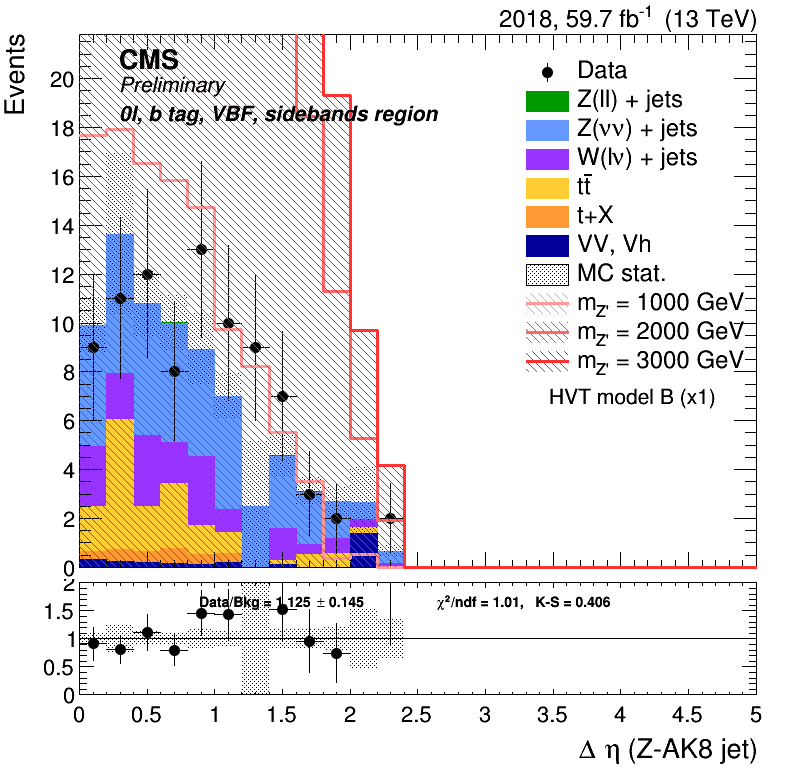 2018, 59.7 fb⁻¹ (13 TeV)
Events
CMS
Preliminary
0l, b tag, VBF, sidebands region
Data
Z(ll) + jets
Z(νν) + jets
W(lν) + jets
tt̄
t+X
VV, Vh
MC stat.
m_Z' = 1000 GeV
m_Z' = 2000 GeV
m_Z' = 3000 GeV
HVT model B (x1)
20
18
16
14
12
10
8
6
4
2
0
Data/Bkg = 1.125 ± 0.145 χ²/ndf = 1.01, K-S = 0.406
2
1.5
1
0.5
0
0 0.5 1 1.5 2 2.5 3 3.5 4 4.5 5
Δ η (Z-AK8 jet)